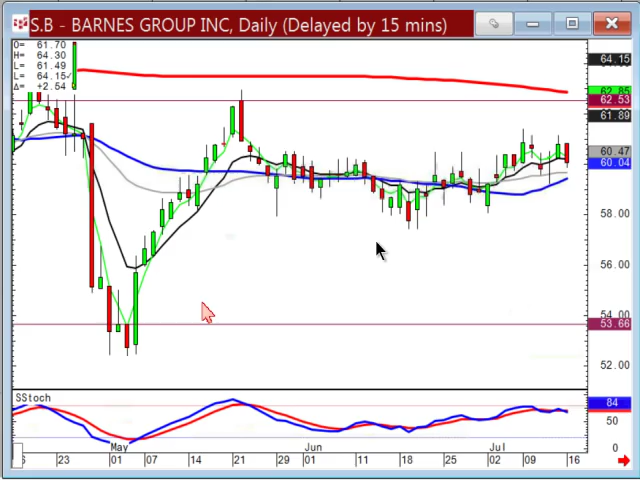 S.B - BARNES GROUP INC, Daily (Delayed by 15 mins)
O= 61.70
H= 64.30
L= 61.49
L= 64.15✓
Δ= +2.54
64.15
62.85
62.53
61.89
60.47
60.04
58.00
56.00
54.00
53.66
52.00
SStoch
84
50
0
May Jun Jul
23 01 07 14 21 29 01 11 18 25 02 09 16